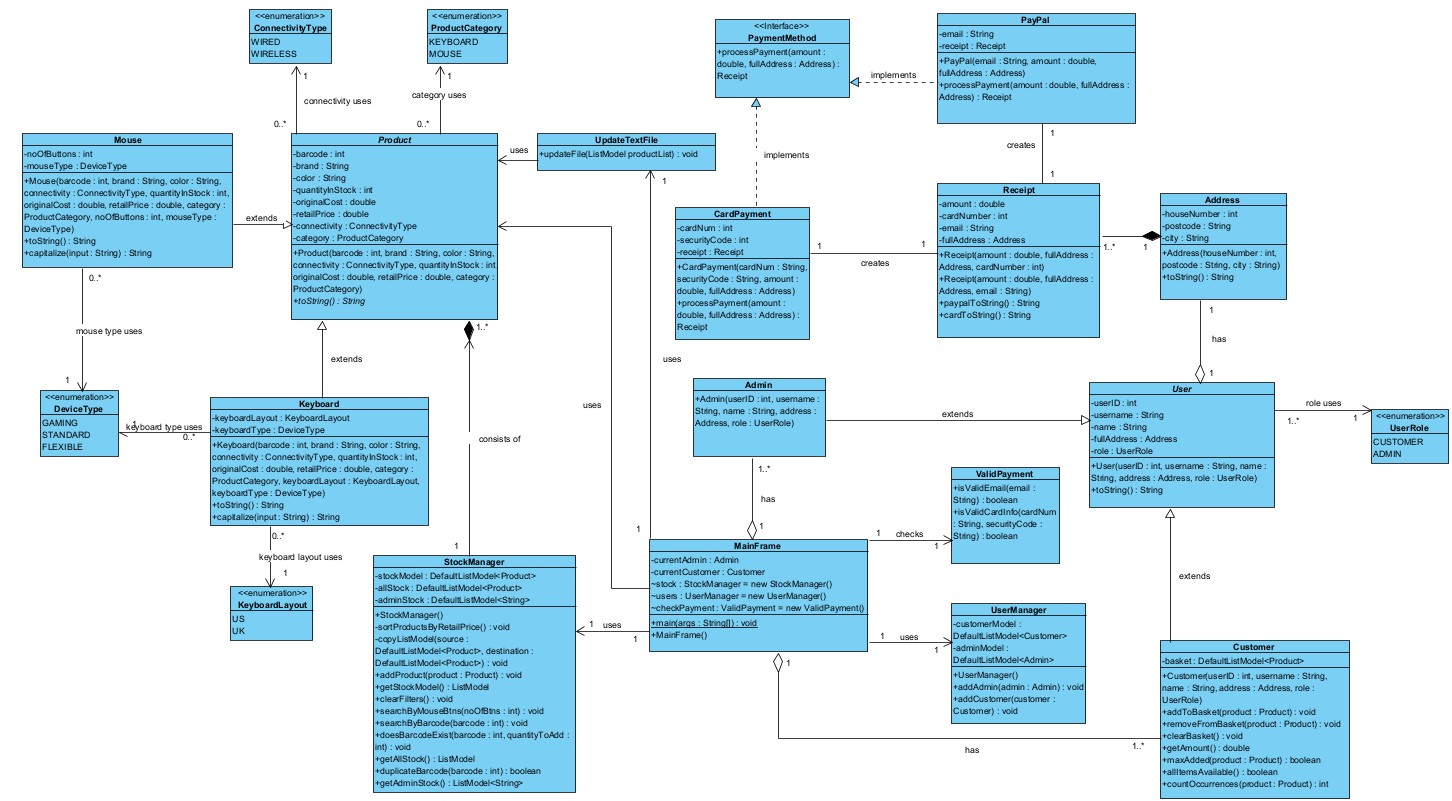 <<enumeration>>
ConnectivityType
WIRED
WIRELESS
<<enumeration>>
ProductCategory
KEYBOARD
MOUSE
<<Interface>>
PaymentMethod
+processPayment(amount :
double, fullAddress : Address) :
Receipt
PayPal
-email : String
-receipt : Receipt
+PayPal(email : String, amount : double,
fullAddress : Address)
+processPayment(amount : double, fullAddress :
Address) : Receipt
1
connectivity uses
0..*
1
category uses
0..*
implements
implements
1
creates
1
Mouse
-noOfButtons : int
-mouseType : DeviceType
+Mouse(barcode : int, brand : String, color : String,
connectivity : ConnectivityType, quantityInStock : int,
originalCost : double, retailPrice : double, category :
ProductCategory, noOfButtons : int, mouseType :
DeviceType)
+toString() : String
+capitalize(input : String) : String
extends
Product
-barcode : int
-brand : String
-color : String
-quantityInStock : int
-originalCost : double
-retailPrice : double
-connectivity : ConnectivityType
-category : ProductCategory
+Product(barcode : int, brand : String, color : String,
connectivity : ConnectivityType, quantityInStock : int,
originalCost : double, retailPrice : double, category :
ProductCategory)
+toString() : String
uses
UpdateTextFile
+updateFile(ListModel productList) : void
1
CardPayment
-cardNum : int
-securityCode : int
-receipt : Receipt
+CardPayment(cardNum : String,
securityCode : String, amount :
double, fullAddress : Address)
+processPayment(amount :
double, fullAddress : Address) :
Receipt
1
creates
1
Receipt
-amount : double
-cardNumber : int
-email : String
-fullAddress : Address
+Receipt(amount : double, fullAddress :
Address, cardNumber : int)
+Receipt(amount : double, fullAddress :
Address, email : String)
+paypalToString() : String
+cardToString() : String
1..*
1
Address
-houseNumber : int
-postcode : String
-city : String
+Address(houseNumber : int,
postcode : String, city : String)
+toString() : String
1
has
1
0..*
mouse type uses
1
extends
1..*
consists of
1
uses
uses
1
<<enumeration>>
DeviceType
GAMING
STANDARD
FLEXIBLE
1
keyboard type uses
0..*
Keyboard
-keyboardLayout : KeyboardLayout
-keyboardType : DeviceType
+Keyboard(barcode : int, brand : String, color : String,
connectivity : ConnectivityType, quantityInStock : int,
originalCost : double, retailPrice : double, category :
ProductCategory, keyboardLayout : KeyboardLayout,
keyboardType : DeviceType)
+toString() : String
+capitalize(input : String) : String
0..*
keyboard layout uses
1
<<enumeration>>
KeyboardLayout
US
UK
Admin
+Admin(userID : int, username :
String, name : String, address :
Address, role : UserRole)
extends
1..*
has
1
User
-userID : int
-username : String
-name : String
-fullAddress : Address
-role : UserRole
+User(userID : int, username : String, name :
String, address : Address, role : UserRole)
+toString() : String
role uses
1..*
1
<<enumeration>>
UserRole
CUSTOMER
ADMIN
ValidPayment
+isValidEmail(email :
String) : boolean
+isValidCardInfo(cardNum
: String, securityCode :
String) : boolean
1
checks
1
MainFrame
-currentAdmin : Admin
-currentCustomer : Customer
~stock : StockManager = new StockManager()
~users : UserManager = new UserManager()
~checkPayment : ValidPayment = new ValidPayment()
+main(args : String[]) : void
+MainFrame()
1
uses
1
StockManager
-stockModel : DefaultListModel<Product>
-allStock : DefaultListModel<Product>
-adminStock : DefaultListModel<String>
+StockManager()
-sortProductsByRetailPrice() : void
-copyListModel(source :
DefaultListModel<Product>, destination :
DefaultListModel<Product>) : void
+addProduct(product : Product) : void
+getStockModel() : ListModel
+clearFilters() : void
+searchByMouseBtns(noOfBtns : int) : void
+searchByBarcode(barcode : int) : void
+doesBarcodeExist(barcode : int, quantityToAdd :
int) : void
+getAllStock() : ListModel
+duplicateBarcode(barcode : int) : boolean
+getAdminStock() : ListModel<String>
1
uses
1
UserManager
-customerModel :
DefaultListModel<Customer>
-adminModel :
DefaultListModel<Admin>
+UserManager()
+addAdmin(admin : Admin) : void
+addCustomer(customer :
Customer) : void
extends
1
has
1..*
Customer
-basket : DefaultListModel<Product>
+Customer(userID : int, username : String,
name : String, address : Address, role :
UserRole)
+addToBasket(product : Product) : void
+removeFromBasket(product : Product) : void
+clearBasket() : void
+getAmount() : double
+maxAdded(product : Product) : boolean
+allItemsAvailable() : boolean
+countOccurrences(product : Product) : int